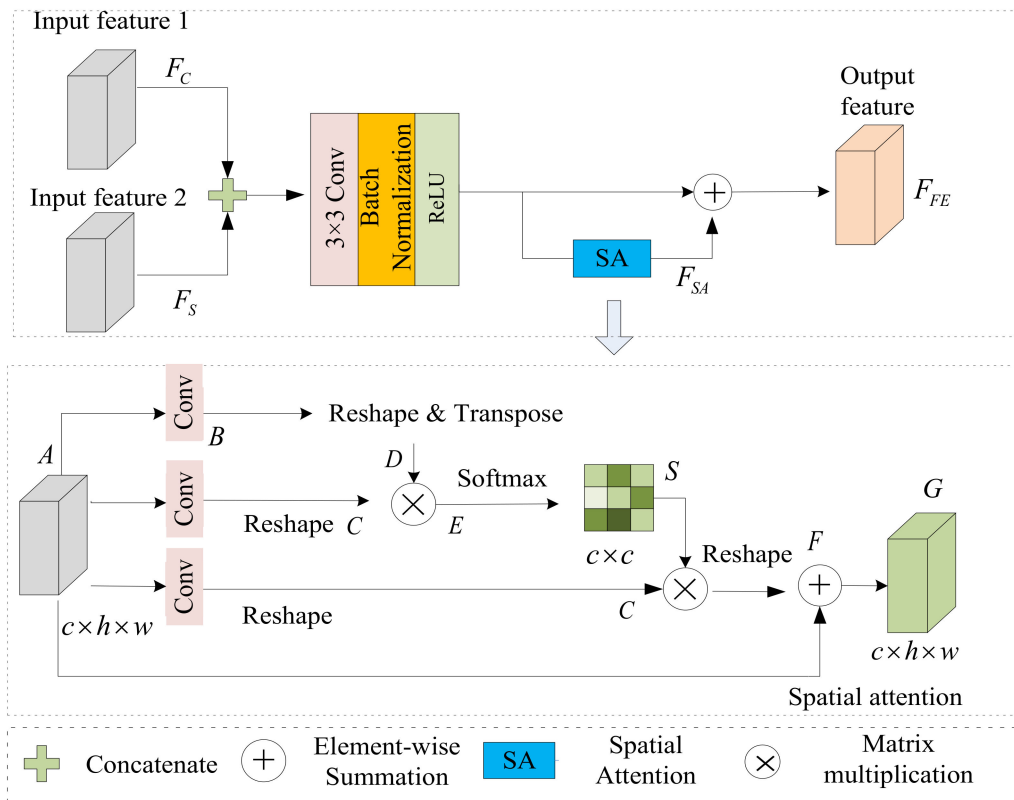 Input feature 1
F_C
Input feature 2
F_S
3×3 Conv
Batch
Normalization
ReLU
SA
F_SA
Output
feature
F_FE
A
Conv
B
Reshape & Transpose
D
Conv
Reshape
C
E
Softmax
S
c×c
Conv
Reshape
C
Reshape
F
G
c×h×w
c×h×w
Spatial attention
Concatenate
Element-wise
Summation
SA
Spatial
Attention
Matrix
multiplication